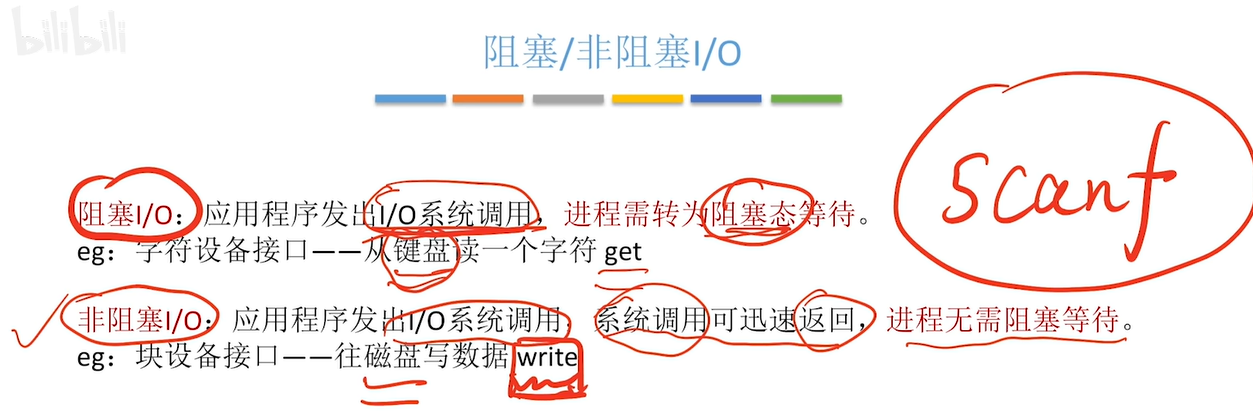 bilibili
阻塞/非阻塞I/O
scanf
阻塞I/O：应用程序发出I/O系统调用，进程需转为阻塞态等待。
eg：字符设备接口——从键盘读一个字符 get
非阻塞I/O：应用程序发出I/O系统调用，系统调用可迅速返回，进程无需阻塞等待。
eg：块设备接口——往磁盘写数据 write